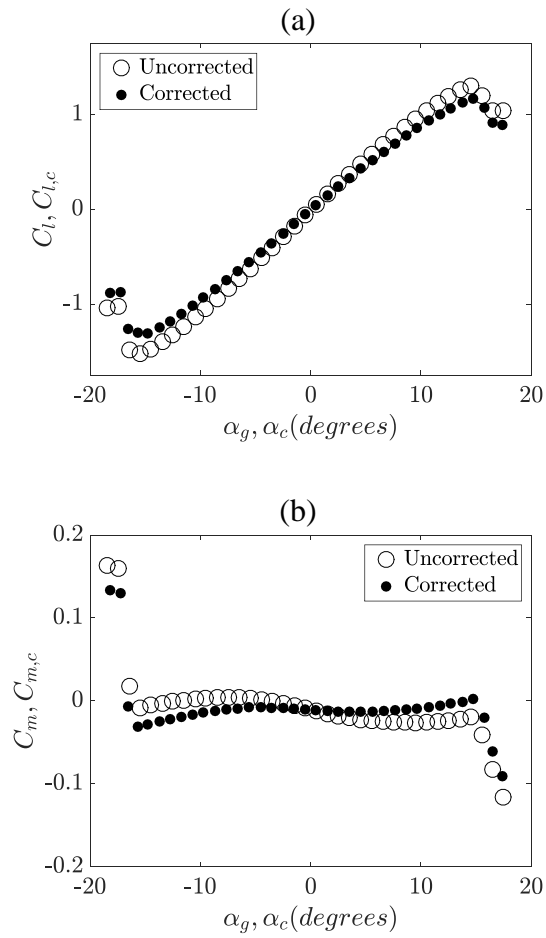 (a)
Uncorrected
Corrected
1
0
-1
C_l, C_{l,c}
-20 -10 0 10 20
α_g, α_c(degrees)
(b)
0.2
Uncorrected
Corrected
0.1
0
-0.1
-0.2
C_m, C_{m,c}
-20 -10 0 10 20
α_g, α_c(degrees)